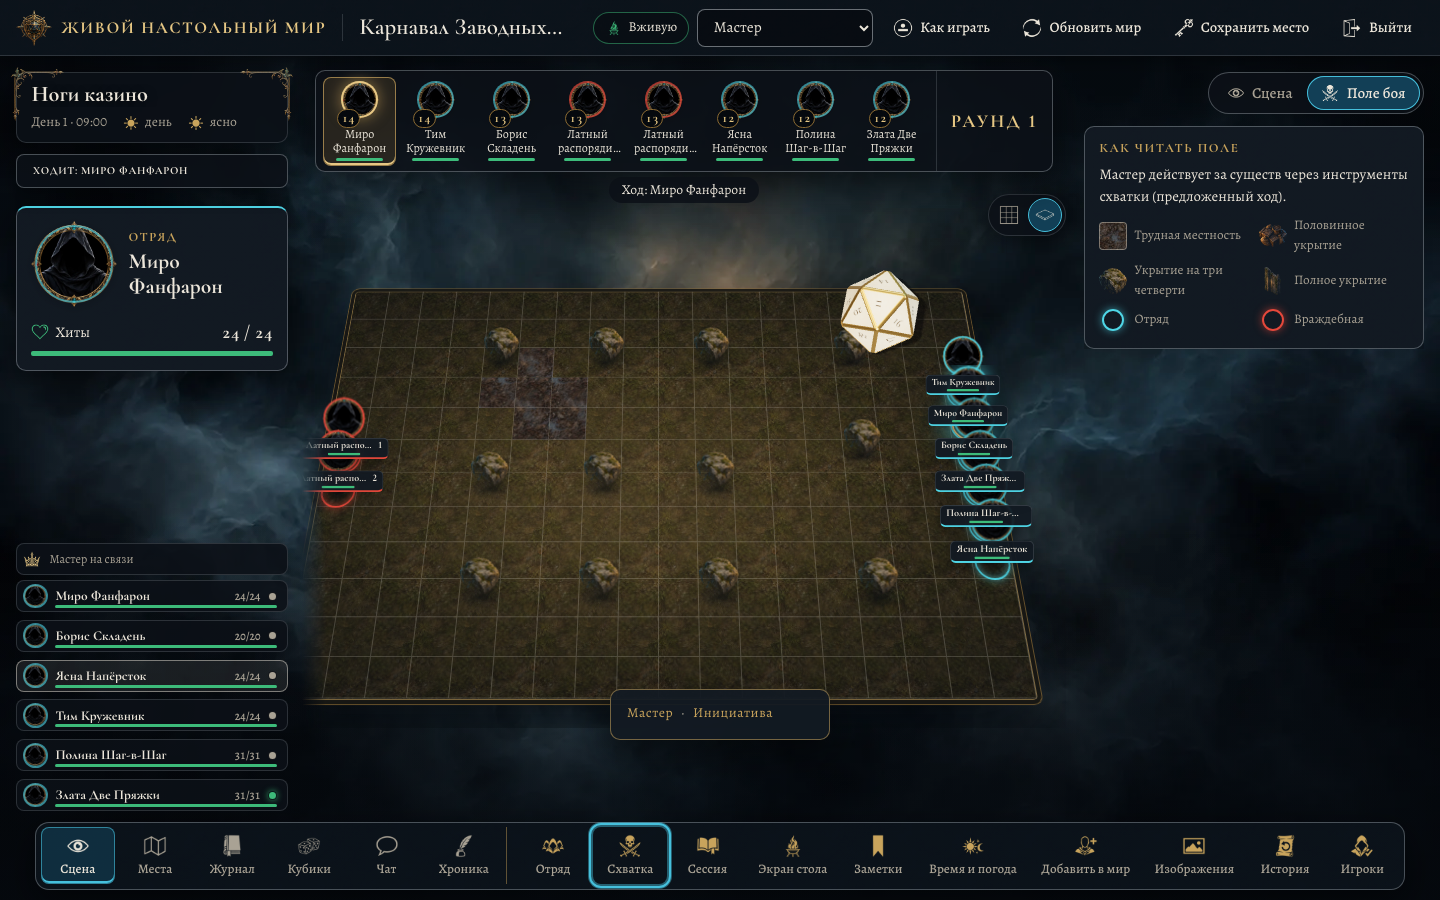 ЖИВОЙ НАСТОЛЬНЫЙ МИР
Карнавал Заводных...
Вживую
Мастер
Как играть
Обновить мир
Сохранить место
Выйти
Ноги казино
День 1 · 09:00
день
ясно
ХОДИТ: МИРО ФАНФАРОН
ОТРЯД
Миро
Фанфарон
Хиты
24 / 24
14
Миро
Фанфарон
14
Тим
Кружевник
13
Борис
Складень
13
Латный
распоряди...
13
Латный
распоряди...
12
Ясна
Напёрсток
12
Полина
Шаг-в-Шаг
12
Злата Две
Пряжки
РАУНД 1
Ход: Миро Фанфарон
Сцена
Поле боя
КАК ЧИТАТЬ ПОЛЕ
Мастер действует за существ через инструменты
схватки (предложенный ход).
Трудная местность
Половинное
укрытие
Укрытие на три
четверти
Полное укрытие
Отряд
Враждебная
Тим Кружевник
Миро Фанфарон
Борис Складень
Злата Две Пряж...
Полина Шаг-в-...
Ясна Напёрсток
Латный распо... 1
распо... 2
Мастер · Инициатива
Мастер на связи
Миро Фанфарон 24/24
Борис Складень 20/20
Ясна Напёрсток 24/24
Тим Кружевник 24/24
Полина Шаг-в-Шаг 31/31
Злата Две Пряжки 31/31
Сцена
Места
Журнал
Кубики
Чат
Хроника
Отряд
Схватка
Сессия
Экран стола
Заметки
Время и погода
Добавить в мир
Изображения
История
Игроки